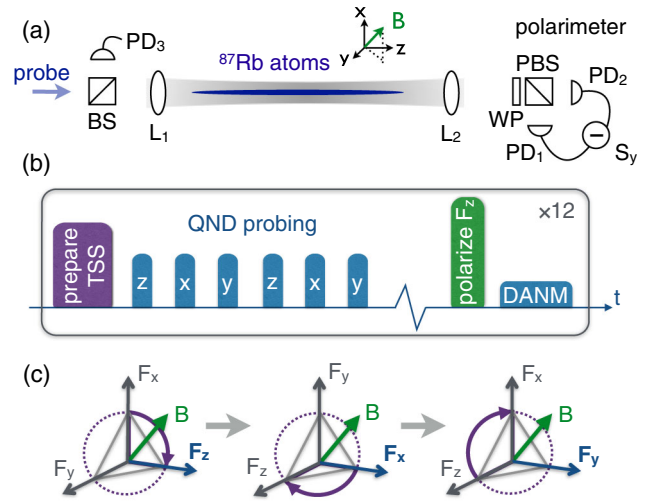 (a)
PD₃
x
B
y
z
polarimeter
probe
⁸⁷Rb atoms
PBS
PD₂
BS
L₁
L₂
WP
PD₁
−
Sy
(b)
prepare TSS
QND probing
z
x
y
z
x
y
polarize Fz
×12
DANM
t
(c)
Fx
B
Fz
Fy
Fy
B
Fx
Fz
Fx
B
Fy
Fz